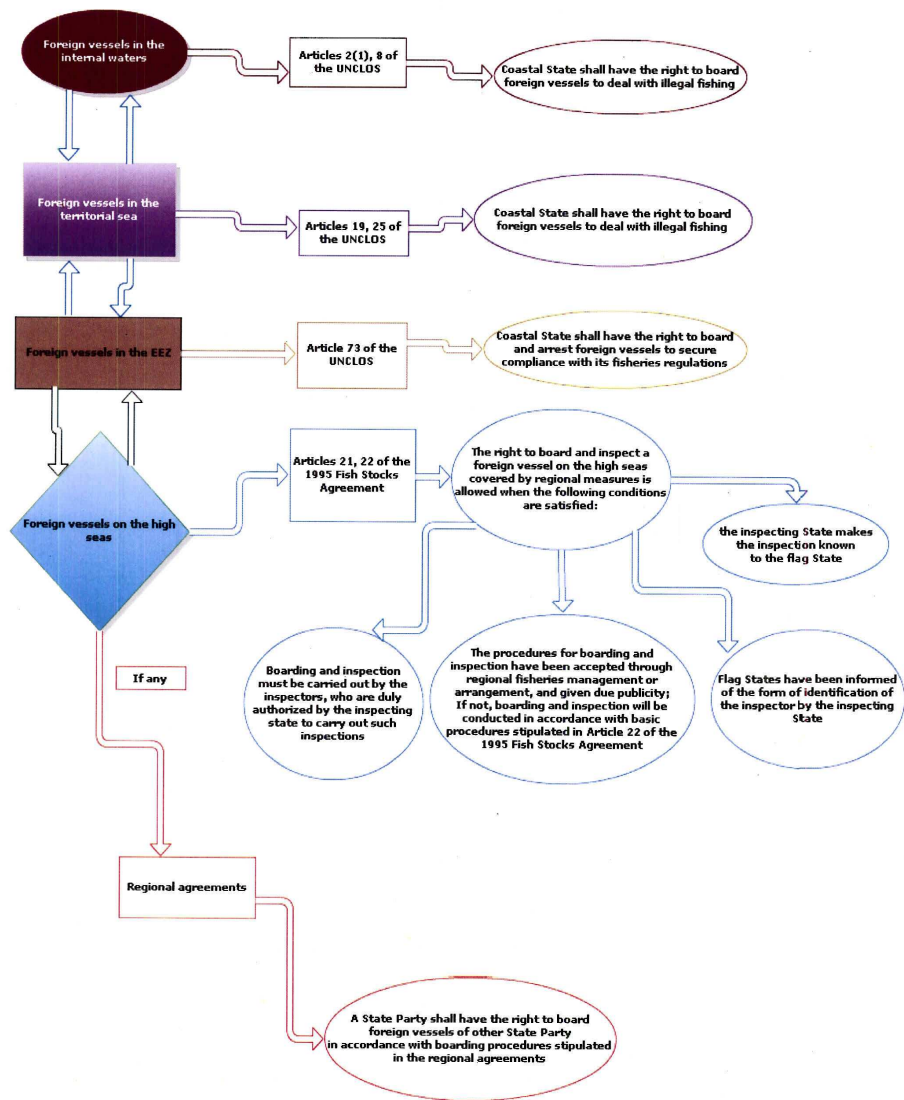 Foreign vessels in the
internal waters
Articles 2(1), 8 of
the UNCLOS
Coastal State shall have the right to board
foreign vessels to deal with illegal fishing
Foreign vessels in the
territorial sea
Articles 19, 25 of
the UNCLOS
Coastal State shall have the right to board
foreign vessels to deal with illegal fishing
Foreign vessels in the EEZ
Article 73 of the
UNCLOS
Coastal State shall have the right to board
and arrest foreign vessels to secure
compliance with its fisheries regulations
Foreign vessels on the high
seas
Articles 21, 22 of the
1995 Fish Stocks
Agreement
The right to board and inspect a
foreign vessel on the high seas
covered by regional measures is
allowed when the following conditions
are satisfied:
the inspecting State makes
the inspection known
to the flag State
Boarding and inspection
must be carried out by the
inspectors, who are duly
authorized by the inspecting
state to carry out such
inspections
The procedures for boarding and
inspection have been accepted through
regional fisheries management or
arrangement, and given due publicity;
If not, boarding and inspection will be
conducted in accordance with basic
procedures stipulated in Article 22 of
the 1995 Fish Stocks Agreement
Flag States have been informed
of the form of identification of
the inspector by the inspecting
State
If any
Regional agreements
A State Party shall have the right to board
foreign vessels of other State Party
in accordance with boarding procedures stipulated
in the regional agreements